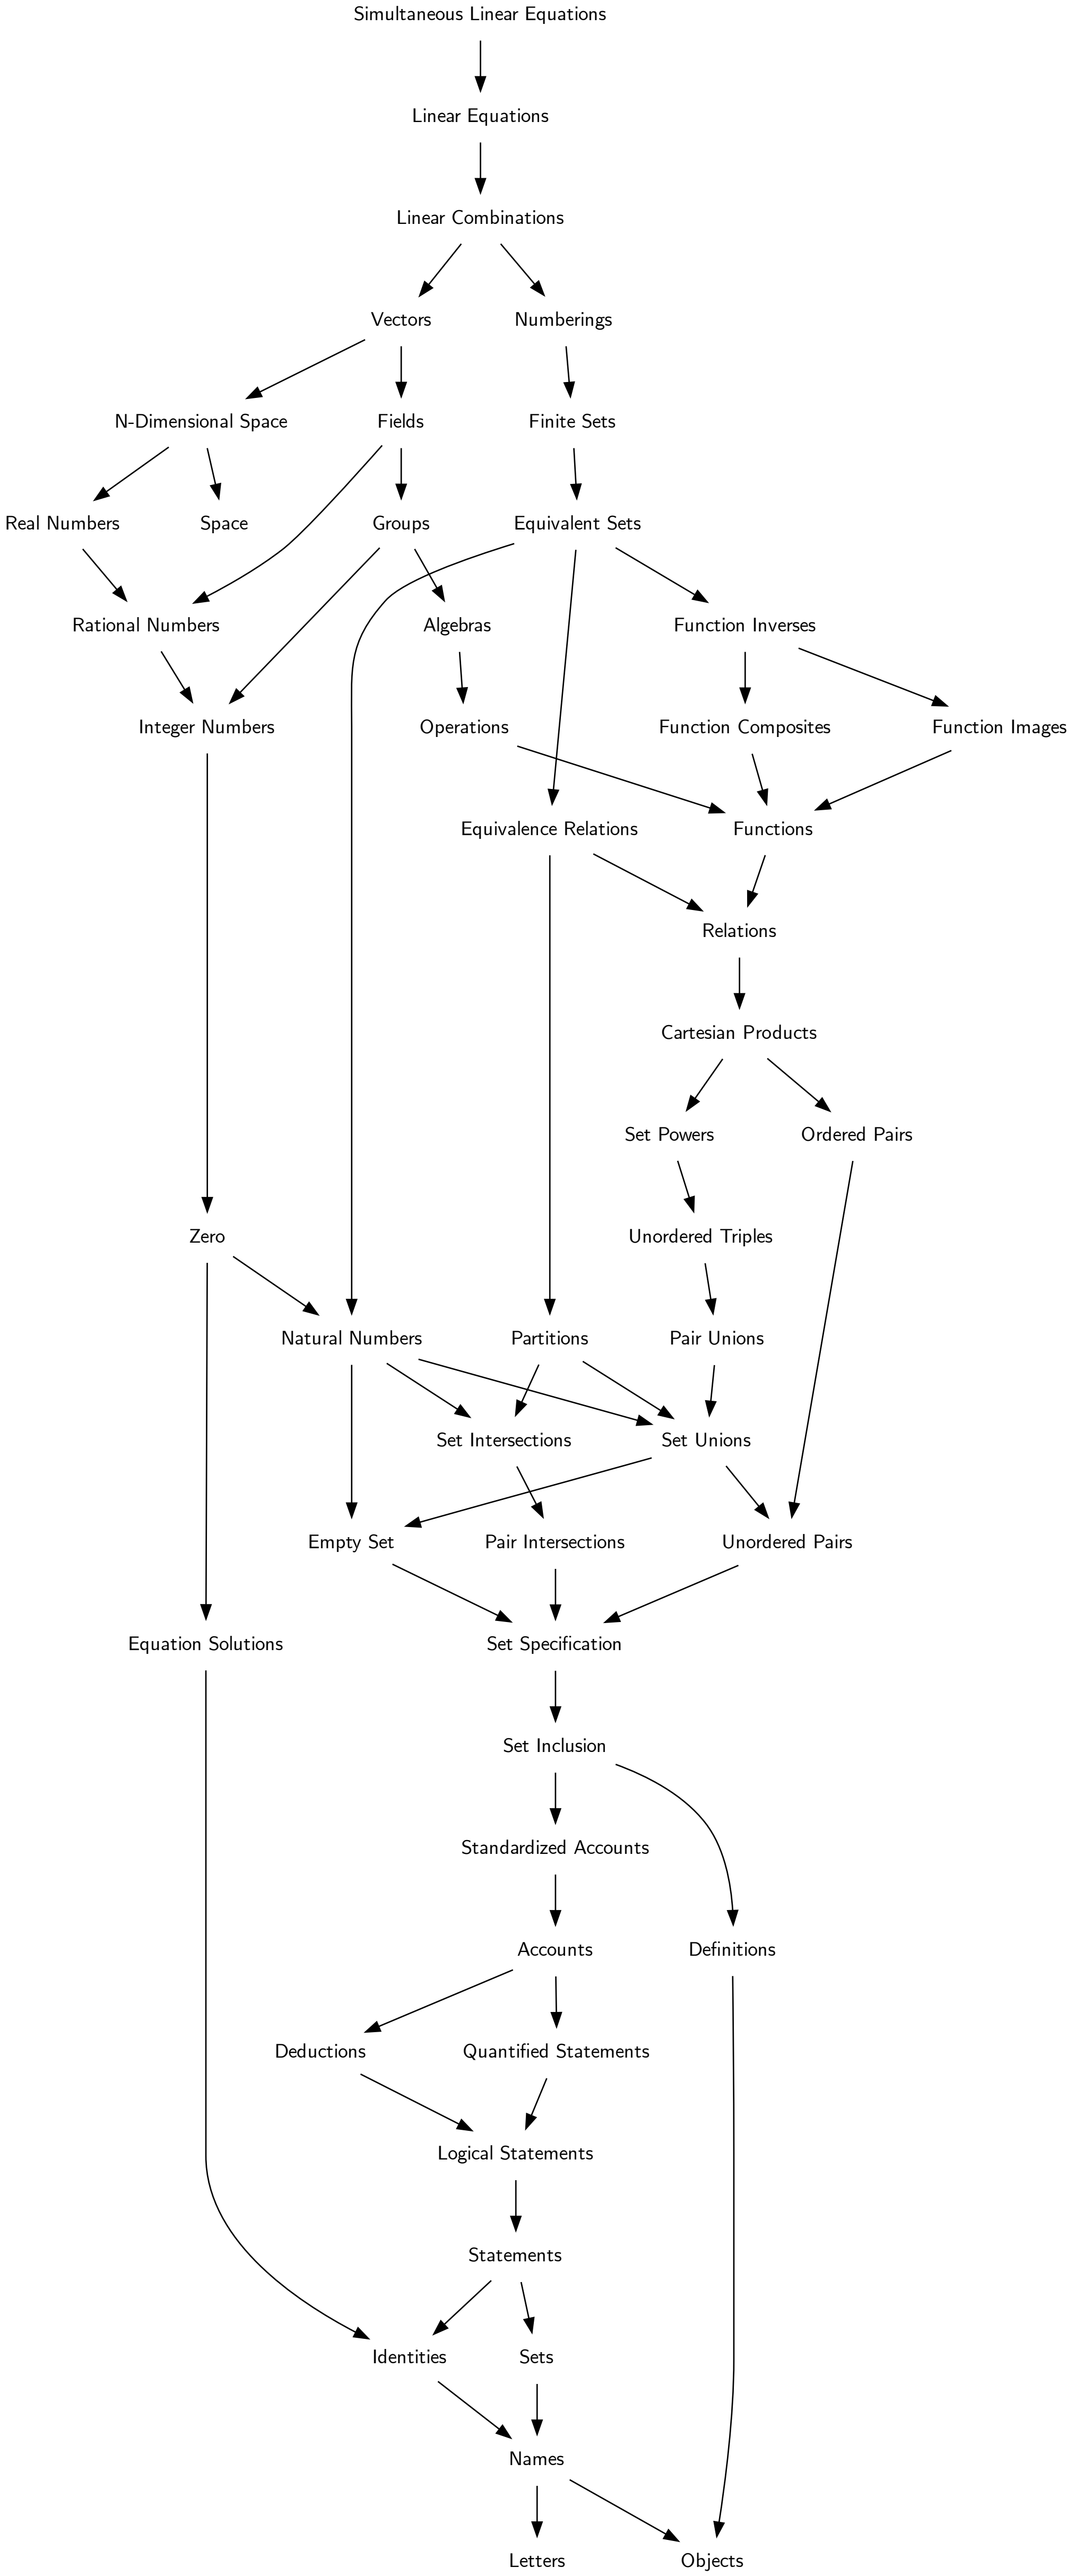 Simultaneous Linear Equations
Linear Equations
Linear Combinations
Vectors
Numberings
N-Dimensional Space
Fields
Finite Sets
Real Numbers
Space
Groups
Equivalent Sets
Rational Numbers
Algebras
Function Inverses
Integer Numbers
Operations
Function Composites
Function Images
Equivalence Relations
Functions
Relations
Cartesian Products
Set Powers
Ordered Pairs
Zero
Unordered Triples
Natural Numbers
Partitions
Pair Unions
Set Intersections
Set Unions
Empty Set
Pair Intersections
Unordered Pairs
Equation Solutions
Set Specification
Set Inclusion
Standardized Accounts
Accounts
Definitions
Deductions
Quantified Statements
Logical Statements
Statements
Identities
Sets
Names
Letters
Objects